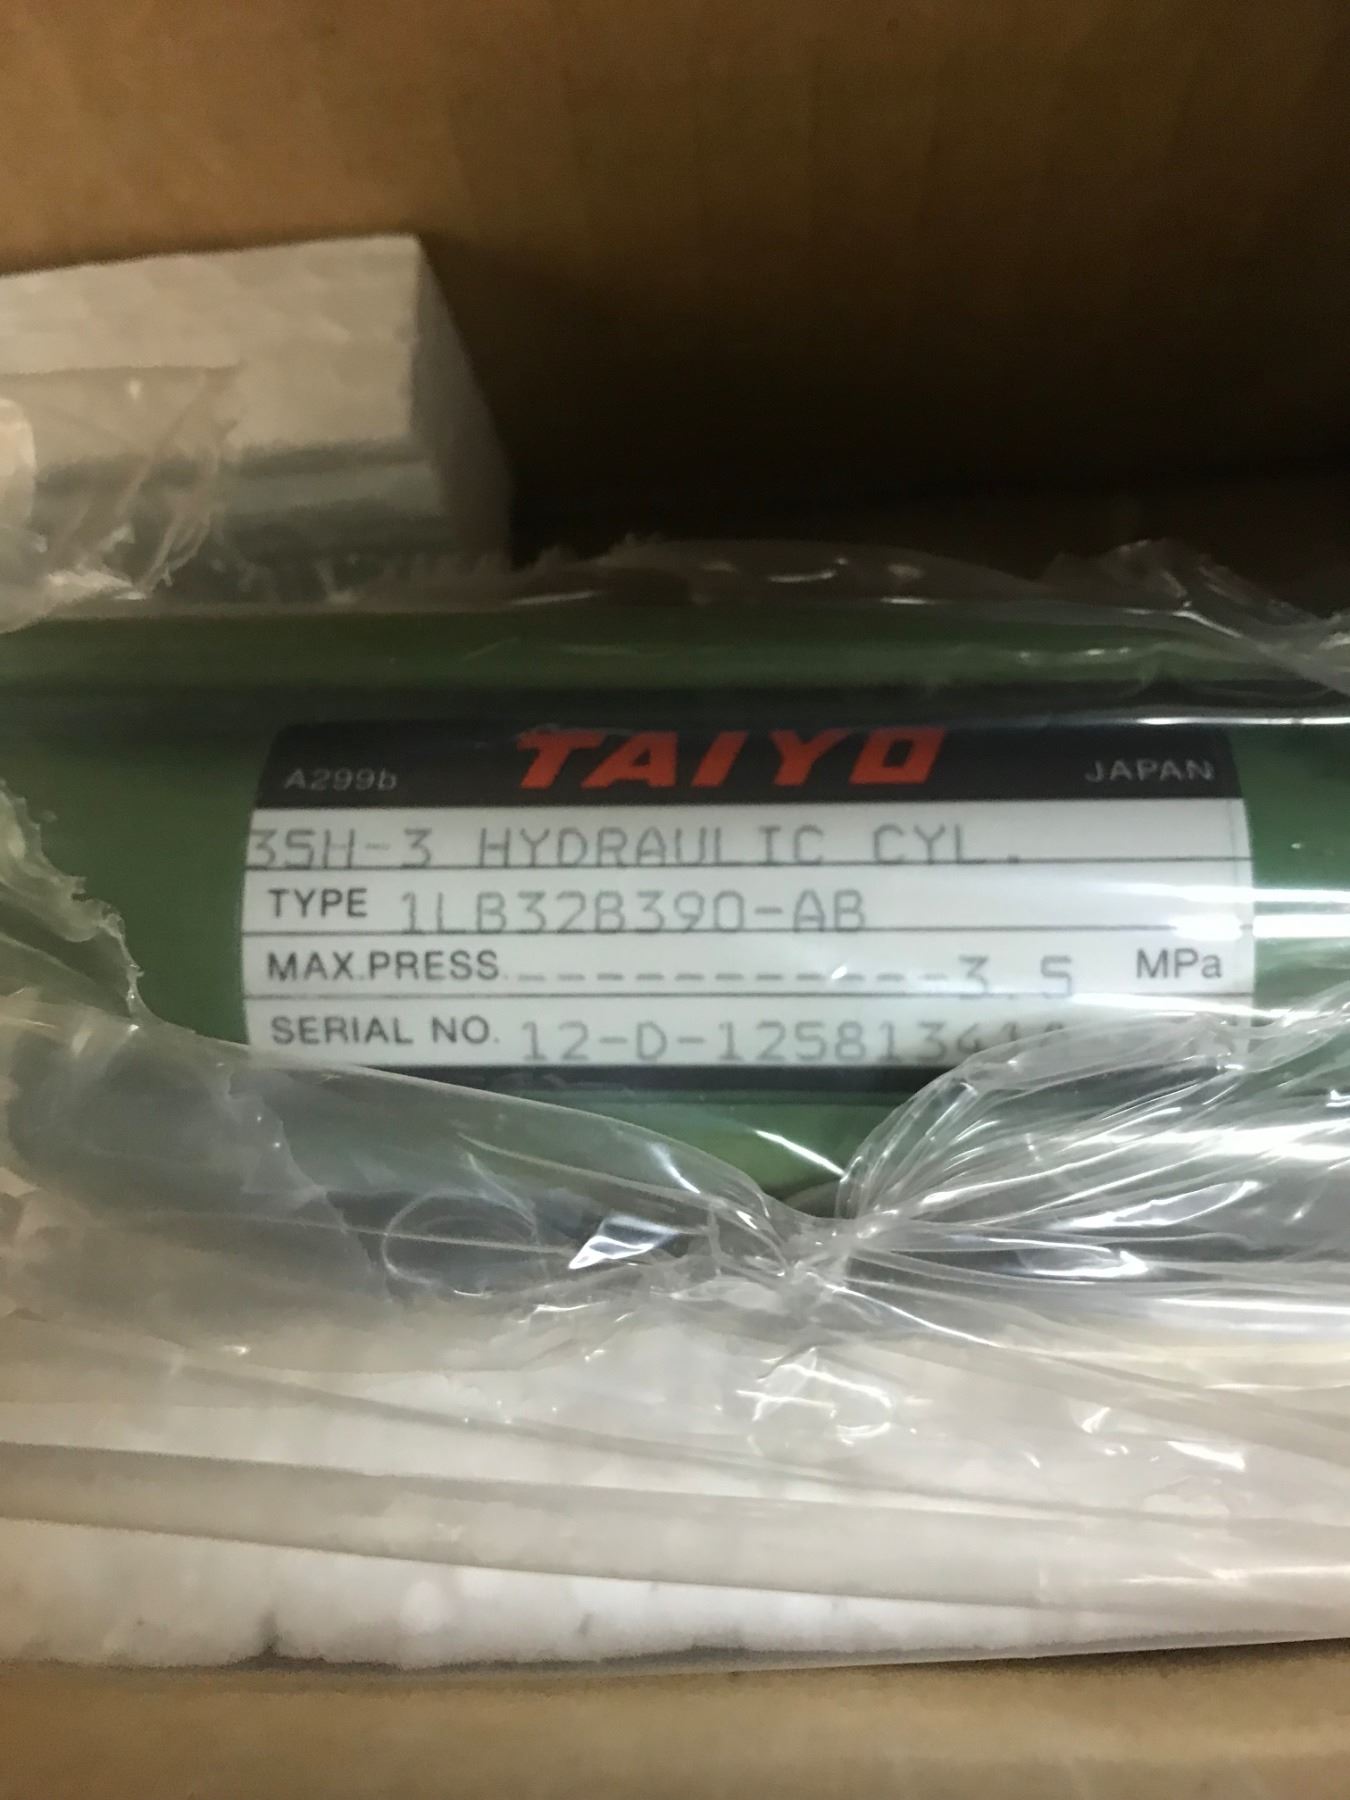 A299b TAIYO JAPAN
35H-3 HYDRAULIC CYL.
TYPE 1LB32B390-AB
MAX.PRESS. -----------3.5 MPa
SERIAL NO.